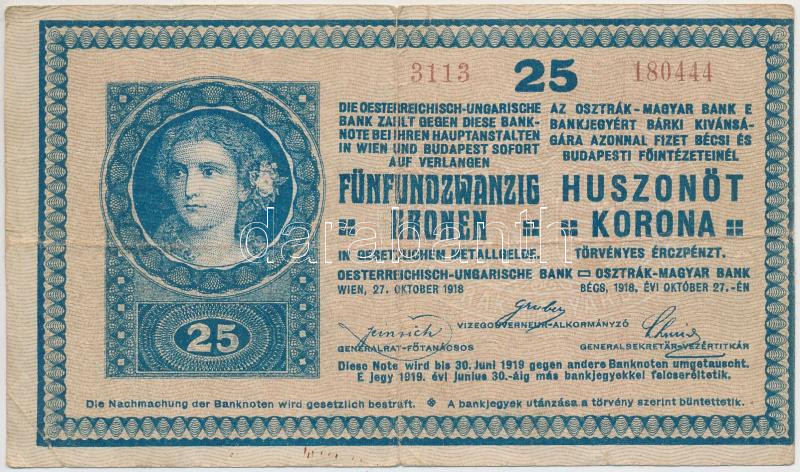 3113 25 180444
DIE OESTERREICHISCH-UNGARISCHE
BANK ZAHLT GEGEN DIESE BANK-
NOTE BEI IHREN HAUPTANSTALTEN
IN WIEN UND BUDAPEST SOFORT
AUF VERLANGEN
FÜNFUNDZWANZIG
KRONEN
IN GESETZLICHEM METALLGELDE.
AZ OSZTRÁK-MAGYAR BANK E
BANKJEGYÉRT BÁRKI KIVÁNSÁ-
GÁRA AZONNAL FIZET BÉCSI ÉS
BUDAPESTI FŐINTÉZETEINÉL
HUSZONÖT
KORONA
TÖRVÉNYES ÉRCZPÉNZT.
OESTERREICHISCH-UNGARISCHE BANK OSZTRÁK-MAGYAR BANK
WIEN, 27. OKTOBER 1918
BÉCS, 1918. ÉVI OKTÓBER 27.-ÉN
Gruber
VIZEGOUVERNEUR-ALKORMÁNYZÓ
GENERALRAT-FŐTANÁCSOS
GENERALSEKRETÄR-VEZÉRTITKÁR
Diese Note wird bis 30. Juni 1919 gegen andere Banknoten umgetauscht.
E jegy 1919. évi junius 30.-áig más bankjegyekkel felcseréltetik.
25
Die Nachmachung der Banknoten wird gesetzlich bestraft. A bankjegyek utánzása a törvény szerint büntettetik.
darabanth